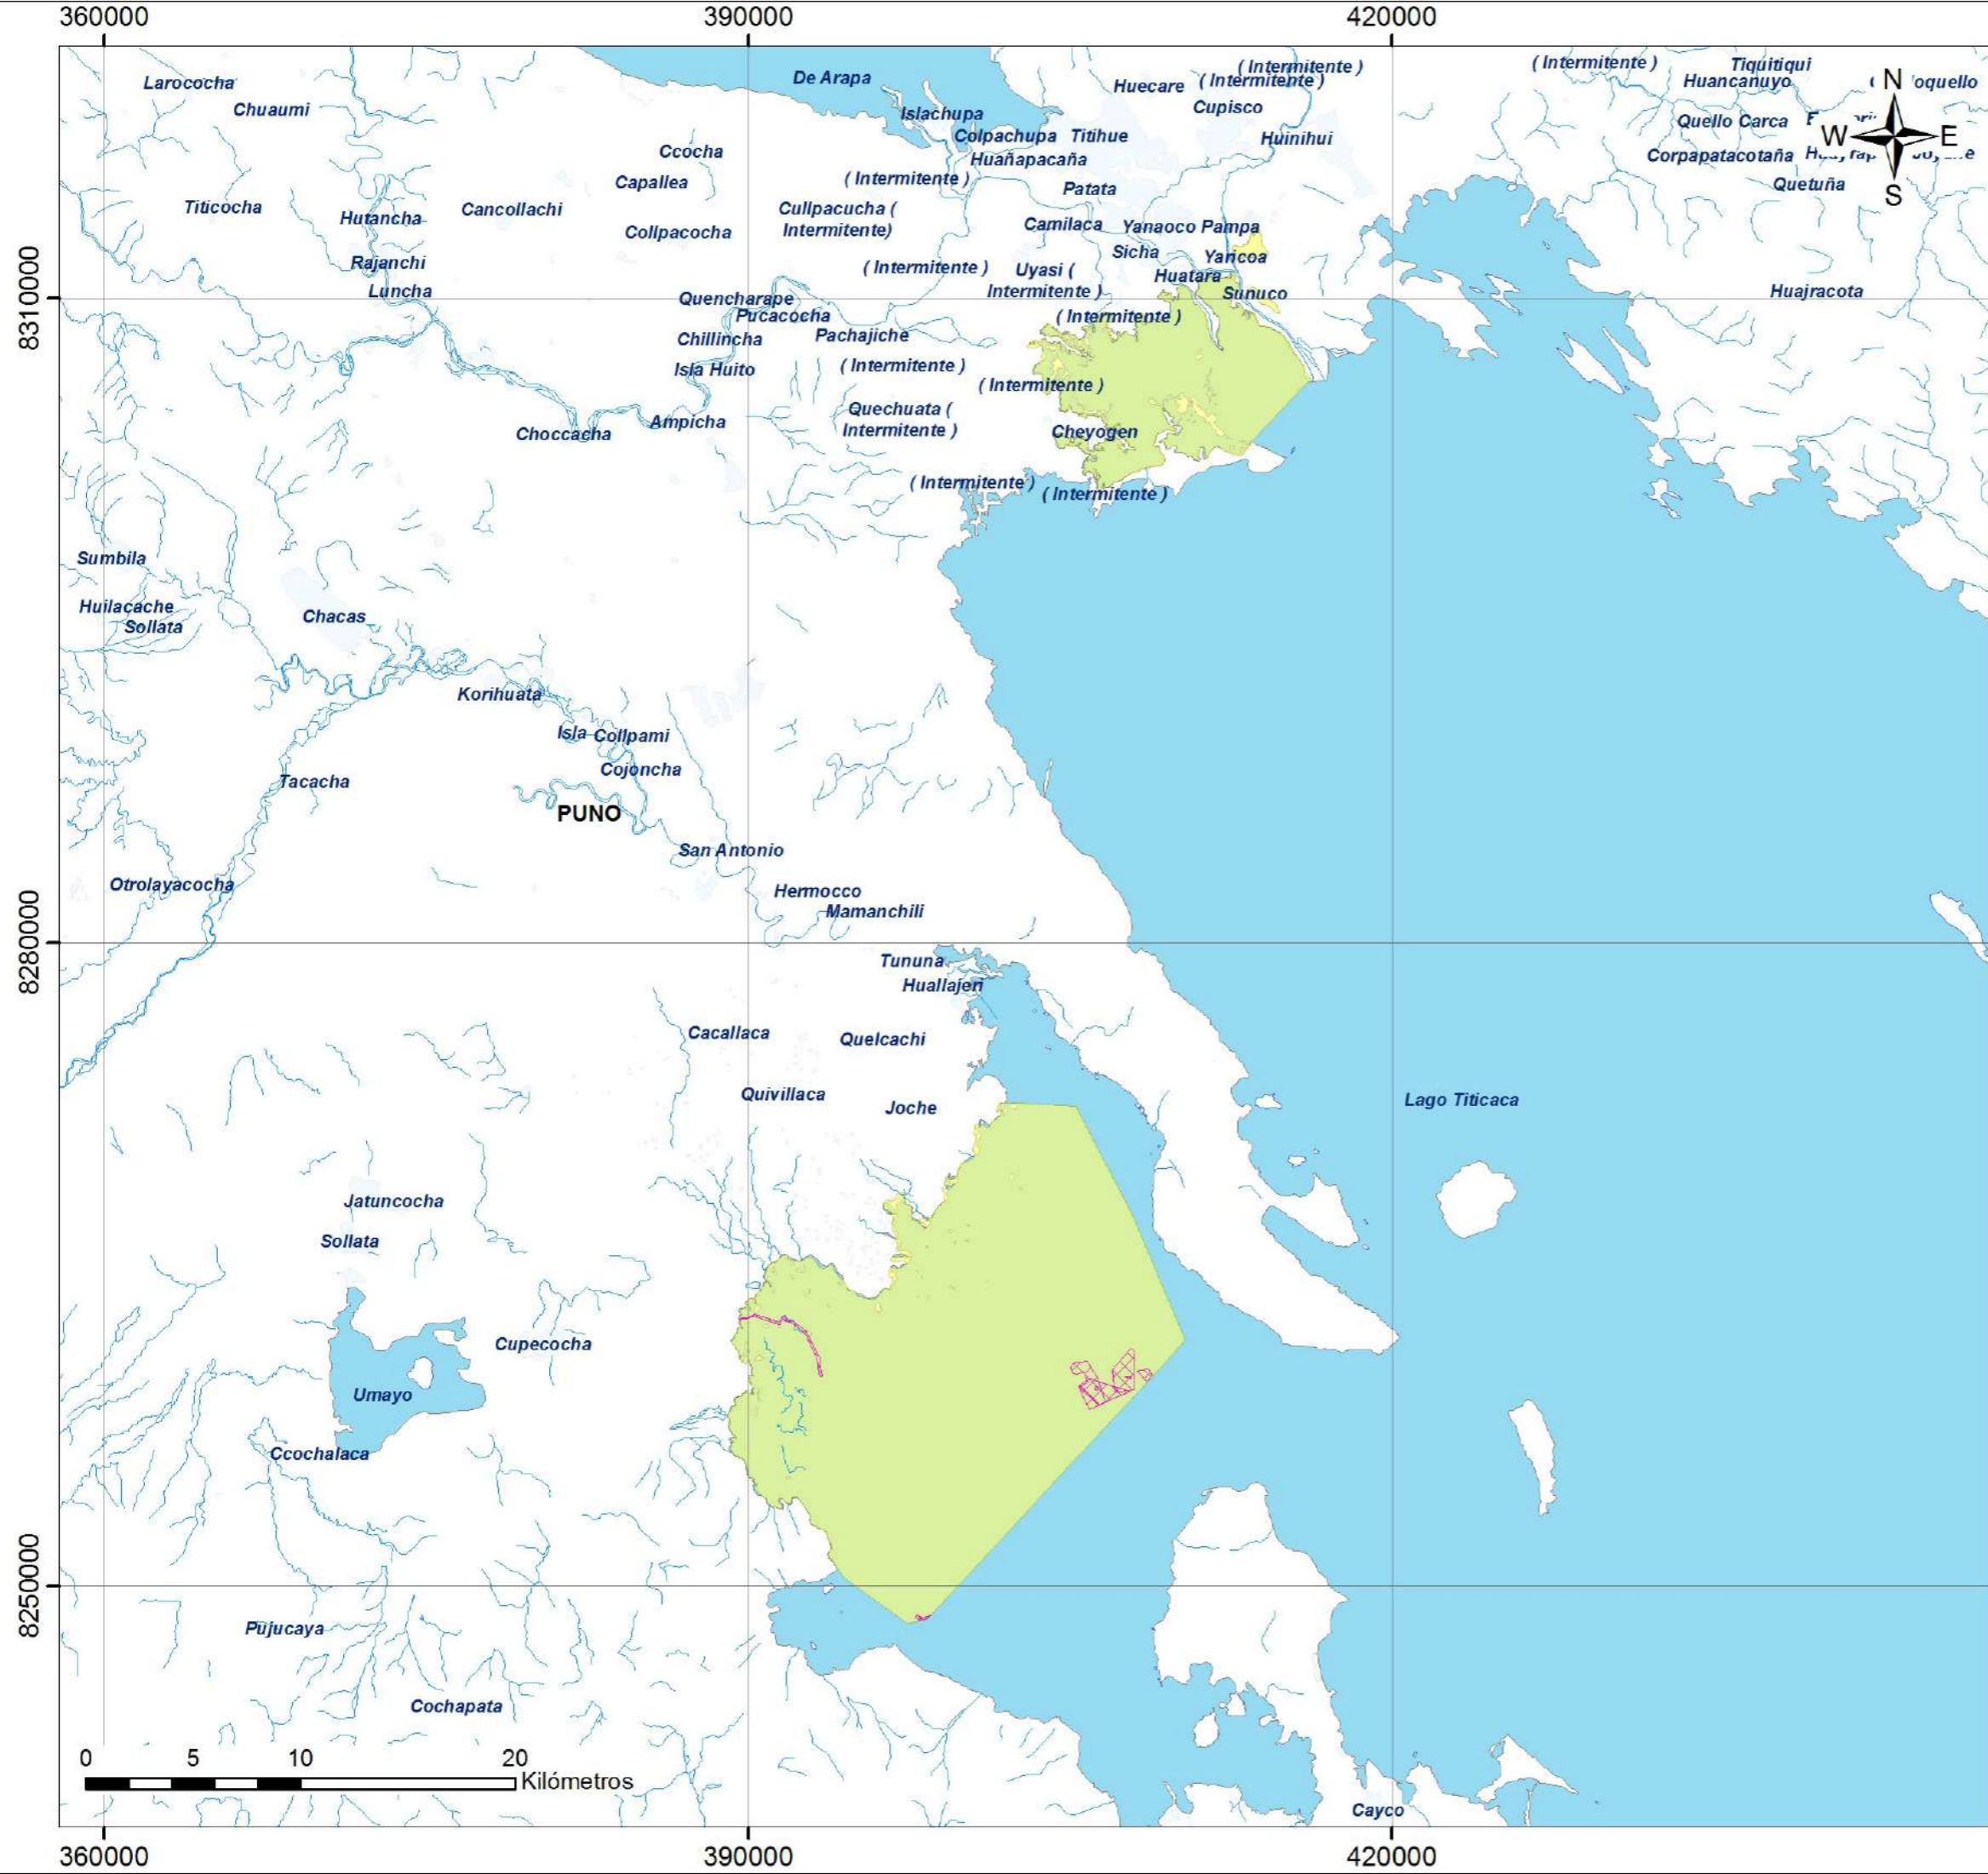 360000 390000 420000
De Arapa
Larococha
Chuaumi
Islachupa
Colpachupa Titihue
Huañapacaña
Huecare
( Intermitente )
( Intermitente )
Cupisco
Huinihui
( Intermitente )
Tiquitiqui
Huancanuyo
oquello
Quello Carca
Corpapatacotaña
Quetuña
N
W E
S
Ccocha
Capallea
( Intermitente )
Patata
Titicocha
Hutancha
Cancollachi
Collpacocha
Cullpacucha (
Intermitente)
Camilaca
Yanaoco Pampa
Sicha
Yancoa
Rajanchi
Luncha
( Intermitente )
Uyasi (
Intermitente )
Huatara
Sunuco
Huajracota
8310000
Quencharape
Pucacocha
( Intermitente )
Chillincha
Pachajiche
Isla Huito
( Intermitente )
( Intermitente )
Quechuata (
Intermitente )
Ampicha
Choccacha
Cheyogen
( Intermitente )
( Intermitente )
Sumbila
Huilacache
Sollata
Chacas
Korihuata
Isla Collpami
Cojoncha
Tacacha
PUNO
San Antonio
Otrolayacocha
Hermocco
Mamanchili
8280000
Tununa
Huallajeri
Cacallaca
Quelcachi
Quivillaca
Joche
Lago Titicaca
Jatuncocha
Sollata
Cupecocha
Umayo
Ccochalaca
8250000
Pujucaya
Cochapata
0 5 10 20
Kilómetros
Cayco
360000 390000 420000